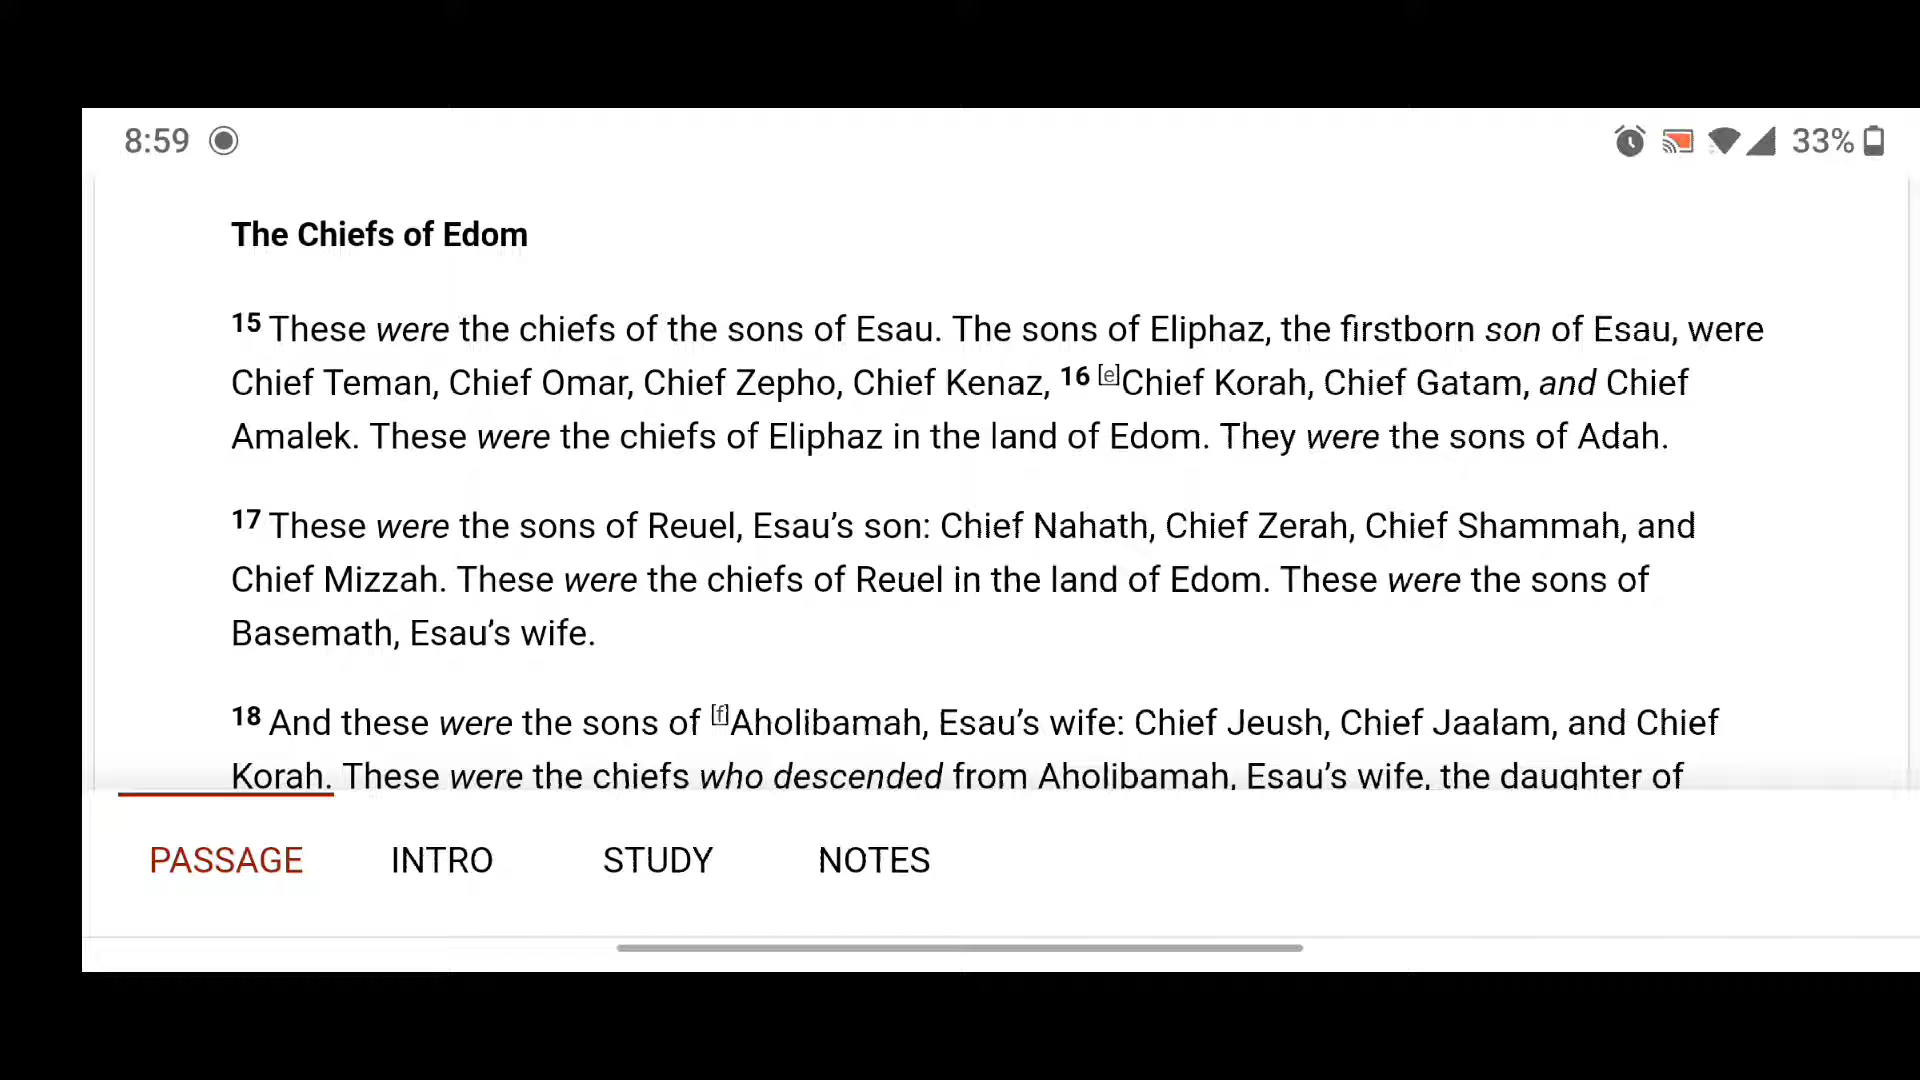 8:59
33%
The Chiefs of Edom
15 These were the chiefs of the sons of Esau. The sons of Eliphaz, the firstborn son of Esau, were
Chief Teman, Chief Omar, Chief Zepho, Chief Kenaz, 16 [e]Chief Korah, Chief Gatam, and Chief
Amalek. These were the chiefs of Eliphaz in the land of Edom. They were the sons of Adah.
17 These were the sons of Reuel, Esau’s son: Chief Nahath, Chief Zerah, Chief Shammah, and
Chief Mizzah. These were the chiefs of Reuel in the land of Edom. These were the sons of
Basemath, Esau’s wife.
18 And these were the sons of [f]Aholibamah, Esau’s wife: Chief Jeush, Chief Jaalam, and Chief
Korah. These were the chiefs who descended from Aholibamah, Esau’s wife, the daughter of
PASSAGE INTRO STUDY NOTES